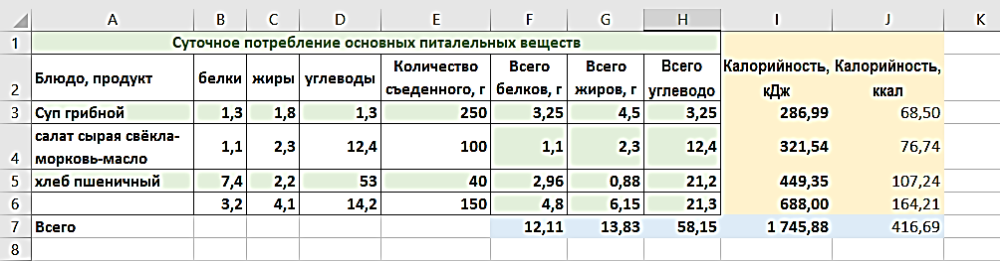 A B C D E F G H I J K
1 Суточное потребление основных питалельных веществ
2 Блюдо, продукт белки жиры углеводы Количество съеденного, г Всего белков, г Всего жиров, г Всего углеводо Калорийность, кДж Калорийность, ккал
3 Суп грибной 1,3 1,8 1,3 250 3,25 4,5 3,25 286,99 68,50
4 салат сырая свёкла-морковь-масло 1,1 2,3 12,4 100 1,1 2,3 12,4 321,54 76,74
5 хлеб пшеничный 7,4 2,2 53 40 2,96 0,88 21,2 449,35 107,24
6 3,2 4,1 14,2 150 4,8 6,15 21,3 688,00 164,21
7 Всего 12,11 13,83 58,15 1 745,88 416,69
8